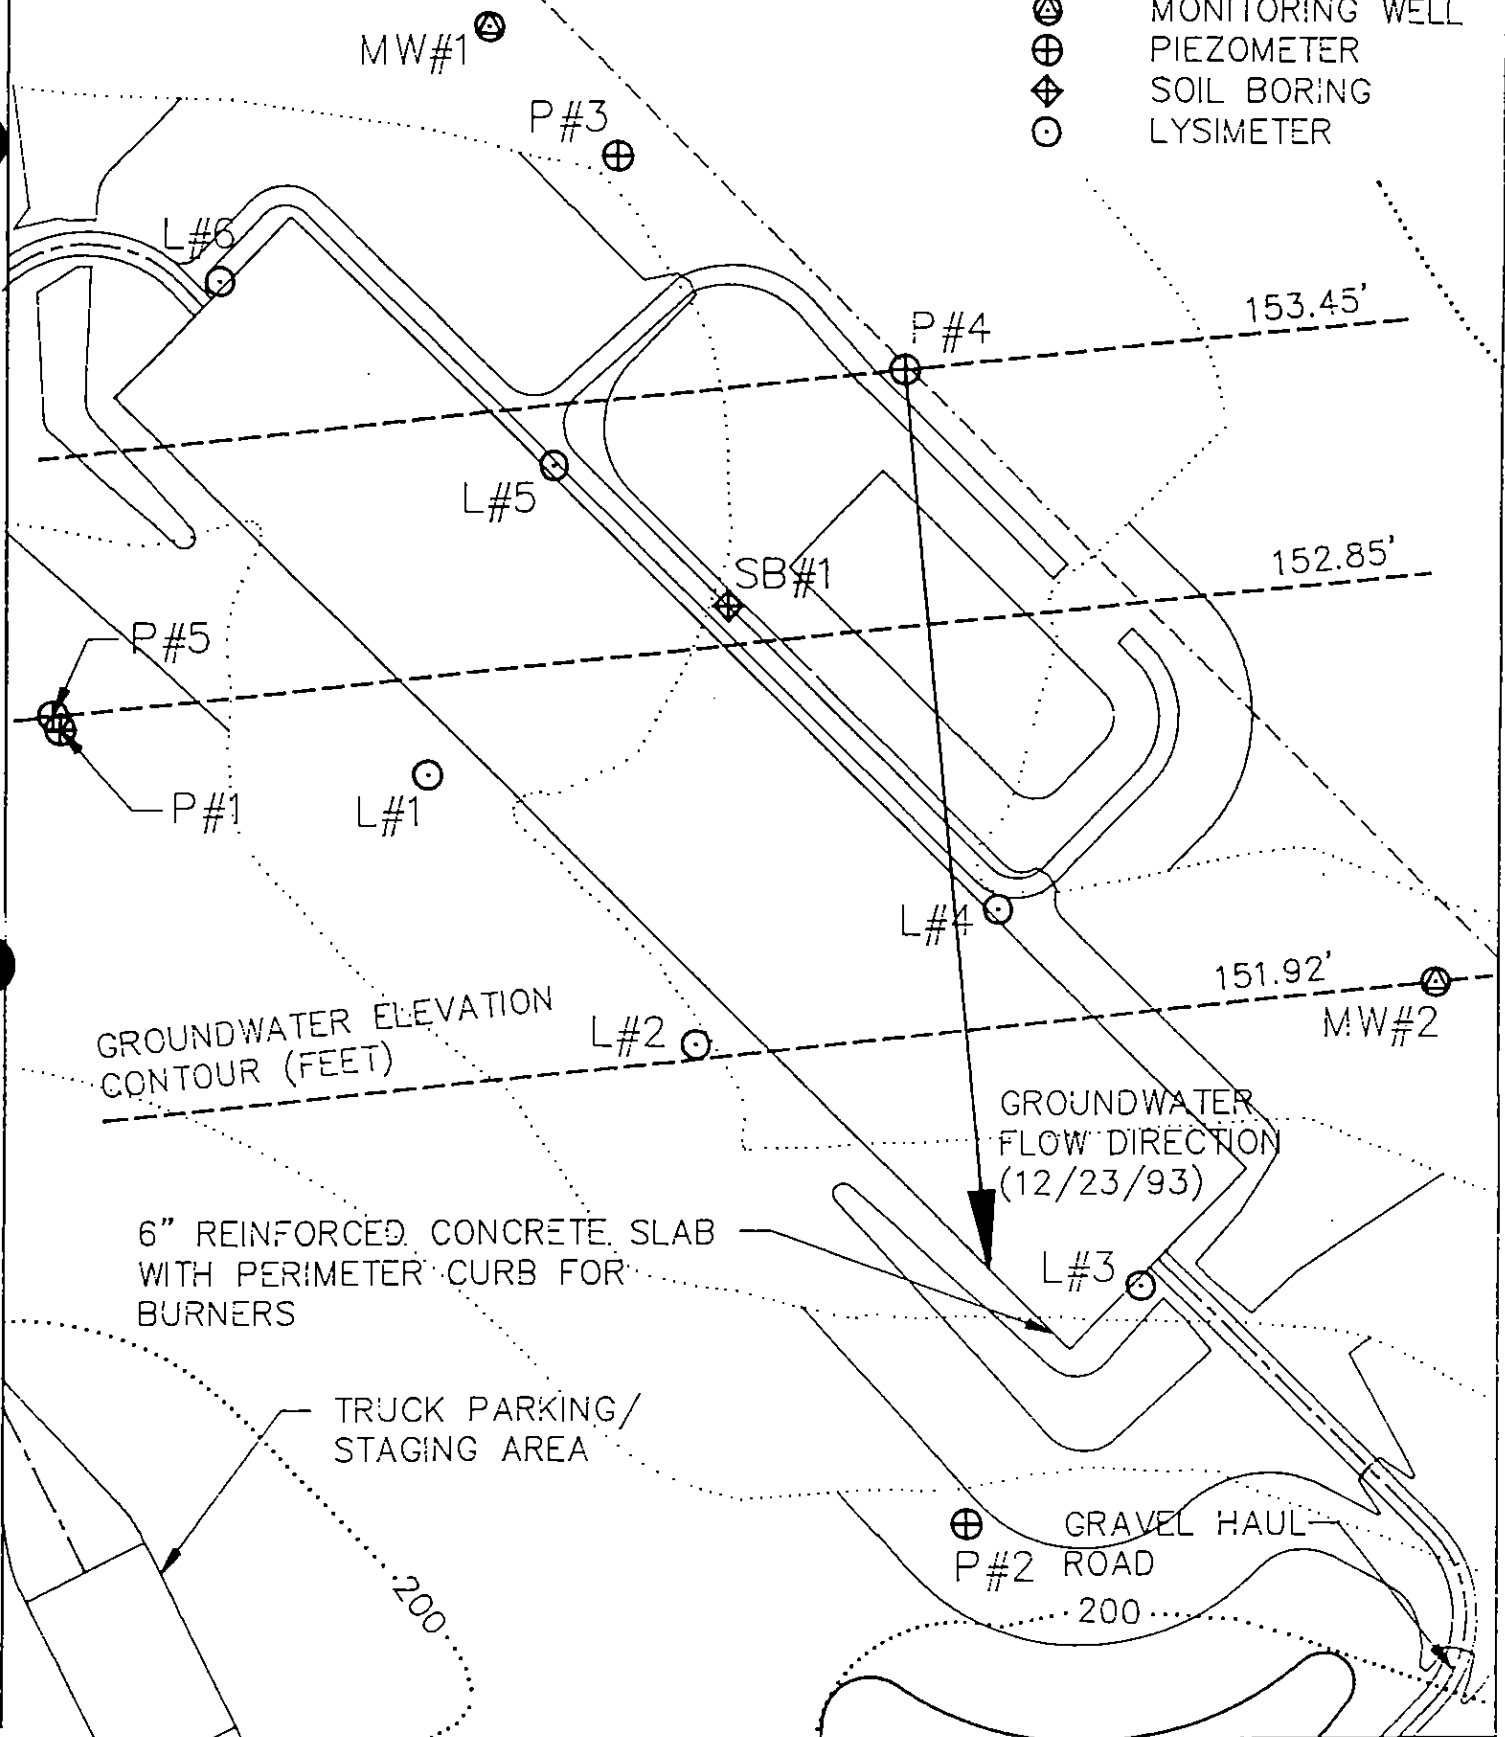 MONITORING WELL
PIEZOMETER
SOIL BORING
LYSIMETER
MW#1
P#3
L#6
153.45'
P#4
L#5
152.85'
SB#1
P#5
P#1
L#1
L#4
151.92'
MW#2
GROUNDWATER ELEVATION
CONTOUR (FEET)
L#2
GROUNDWATER
FLOW DIRECTION
(12/23/93)
6" REINFORCED CONCRETE SLAB
WITH PERIMETER CURB FOR
BURNERS
L#3
TRUCK PARKING/
STAGING AREA
GRAVEL HAUL
ROAD
P#2
200
200